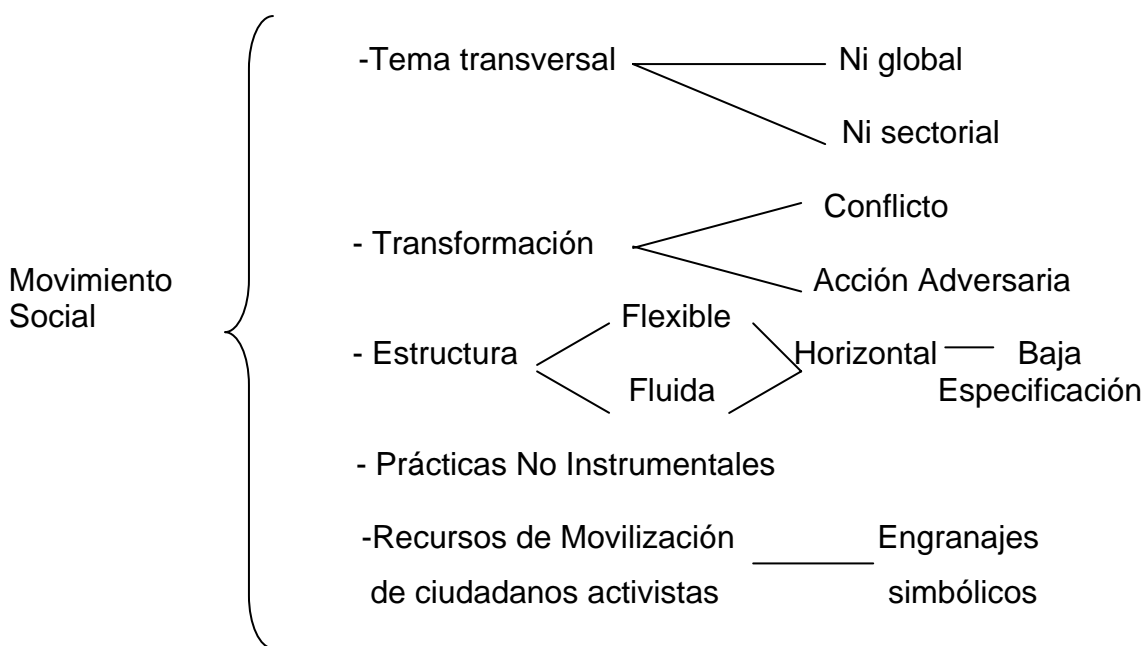 -Tema transversal
Ni global
Ni sectorial
Conflicto
- Transformación
Acción Adversaria
Movimiento
Social
Flexible
- Estructura
Horizontal
Baja
Especificación
Fluida
- Prácticas No Instrumentales
-Recursos de Movilización
de ciudadanos activistas
Engranajes
simbólicos